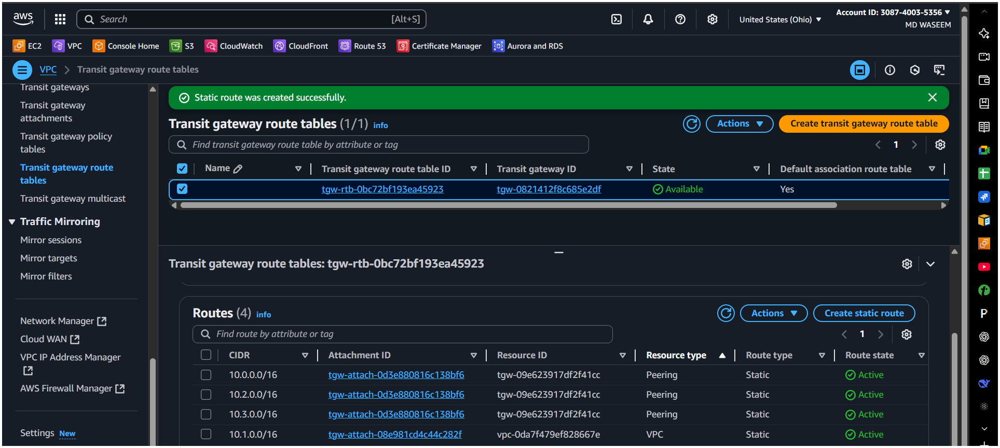 aws
Search [Alt+S]
United States (Ohio)
Account ID: 3087-4003-5356
MD WASEEM
EC2 VPC Console Home S3 CloudWatch CloudFront Route 53 Certificate Manager Aurora and RDS
VPC Transit gateway route tables
Transit gateways
Transit gateway
attachments
Transit gateway policy
tables
Transit gateway route
tables
Transit gateway multicast
Traffic Mirroring
Mirror sessions
Mirror targets
Mirror filters
Network Manager
Cloud WAN
VPC IP Address Manager
AWS Firewall Manager
Settings New
Static route was created successfully.
Transit gateway route tables (1/1) info
Actions
Create transit gateway route table
Find transit gateway route table by attribute or tag
1
Name Transit gateway route table ID Transit gateway ID State Default association route table
tgw-rtb-0bc72bf193ea45923 tgw-0821412f8c685e2df Available Yes
Transit gateway route tables: tgw-rtb-0bc72bf193ea45923
Routes (4) info
Actions
Create static route
Find route by attribute or tag
1
CIDR Attachment ID Resource ID Resource type Route type Route state
10.0.0.0/16 tgw-attach-0d3e880816c138bf6 tgw-09e623917df2f41cc Peering Static Active
10.2.0.0/16 tgw-attach-0d3e880816c138bf6 tgw-09e623917df2f41cc Peering Static Active
10.3.0.0/16 tgw-attach-0d3e880816c138bf6 tgw-09e623917df2f41cc Peering Static Active
10.1.0.0/16 tgw-attach-08e981cd4c44c282f vpc-0da7f479ef828667e VPC Static Active
P